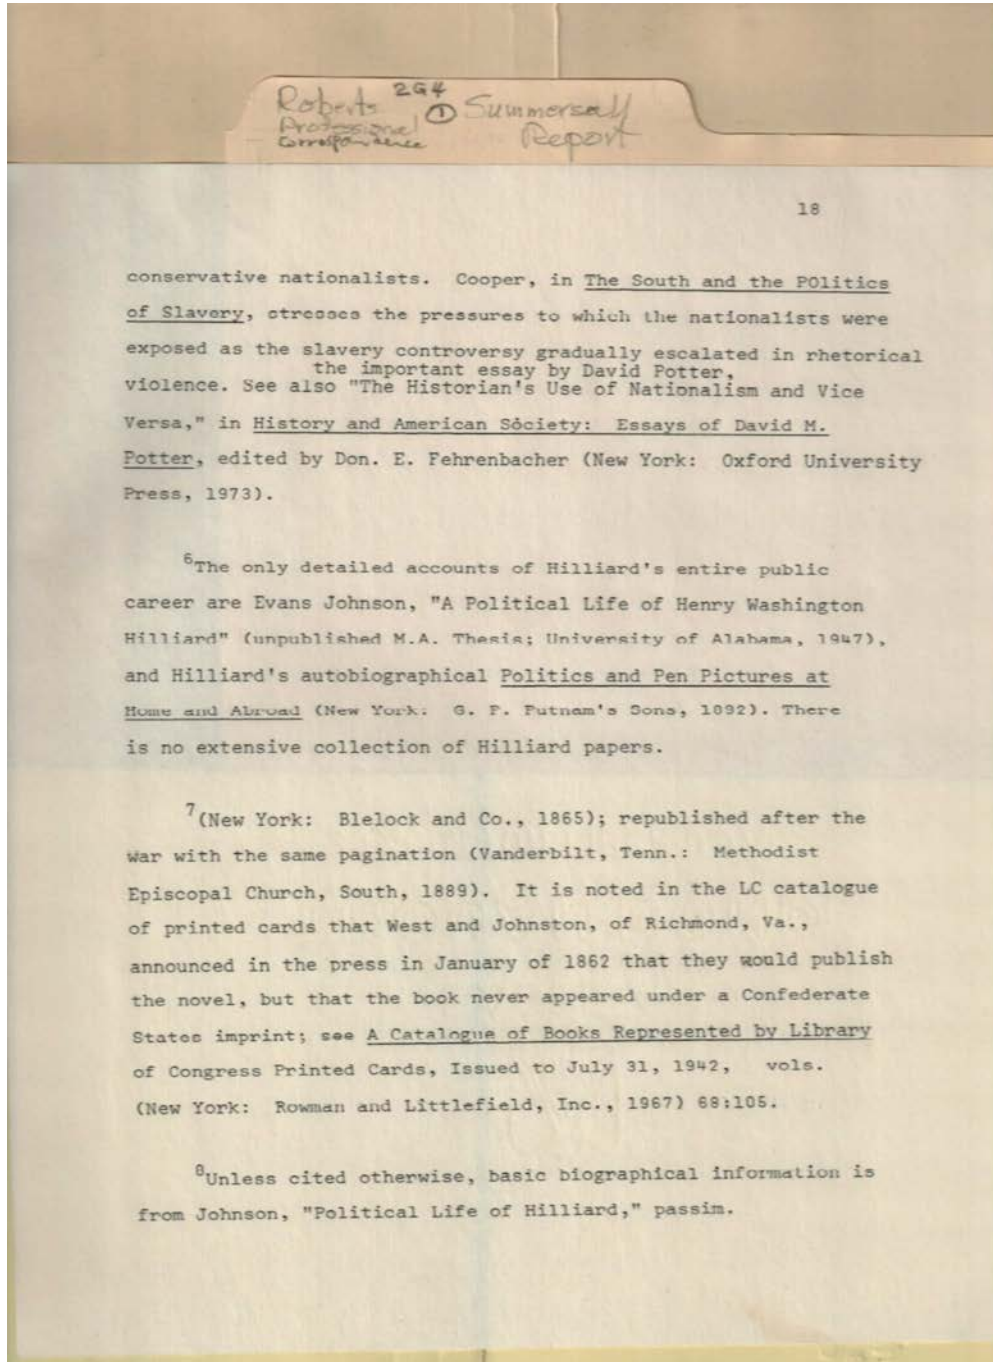 Roberts 2G4
Professional
Correspondence
① Summersell
Report
18
conservative nationalists. Cooper, in The South and the POlitics
of Slavery, stresses the pressures to which the nationalists were
exposed as the slavery controversy gradually escalated in rhetorical
the important essay by David Potter,
violence. See also "The Historian's Use of Nationalism and Vice
Versa," in History and American Society: Essays of David M.
Potter, edited by Don. E. Fehrenbacher (New York: Oxford University
Press, 1973).
6The only detailed accounts of Hilliard's entire public
career are Evans Johnson, "A Political Life of Henry Washington
Hilliard" (unpublished M.A. Thesis; University of Alabama, 1947),
and Hilliard's autobiographical Politics and Pen Pictures at
Home and Abroad (New York: G. P. Putnam's Sons, 1892). There
is no extensive collection of Hilliard papers.
7(New York: Blelock and Co., 1865); republished after the
war with the same pagination (Vanderbilt, Tenn.: Methodist
Episcopal Church, South, 1889). It is noted in the LC catalogue
of printed cards that West and Johnston, of Richmond, Va.,
announced in the press in January of 1862 that they would publish
the novel, but that the book never appeared under a Confederate
States imprint; see A Catalogue of Books Represented by Library
of Congress Printed Cards, Issued to July 31, 1942, vols.
(New York: Rowman and Littlefield, Inc., 1967) 68:105.
8Unless cited otherwise, basic biographical information is
from Johnson, "Political Life of Hilliard," passim.